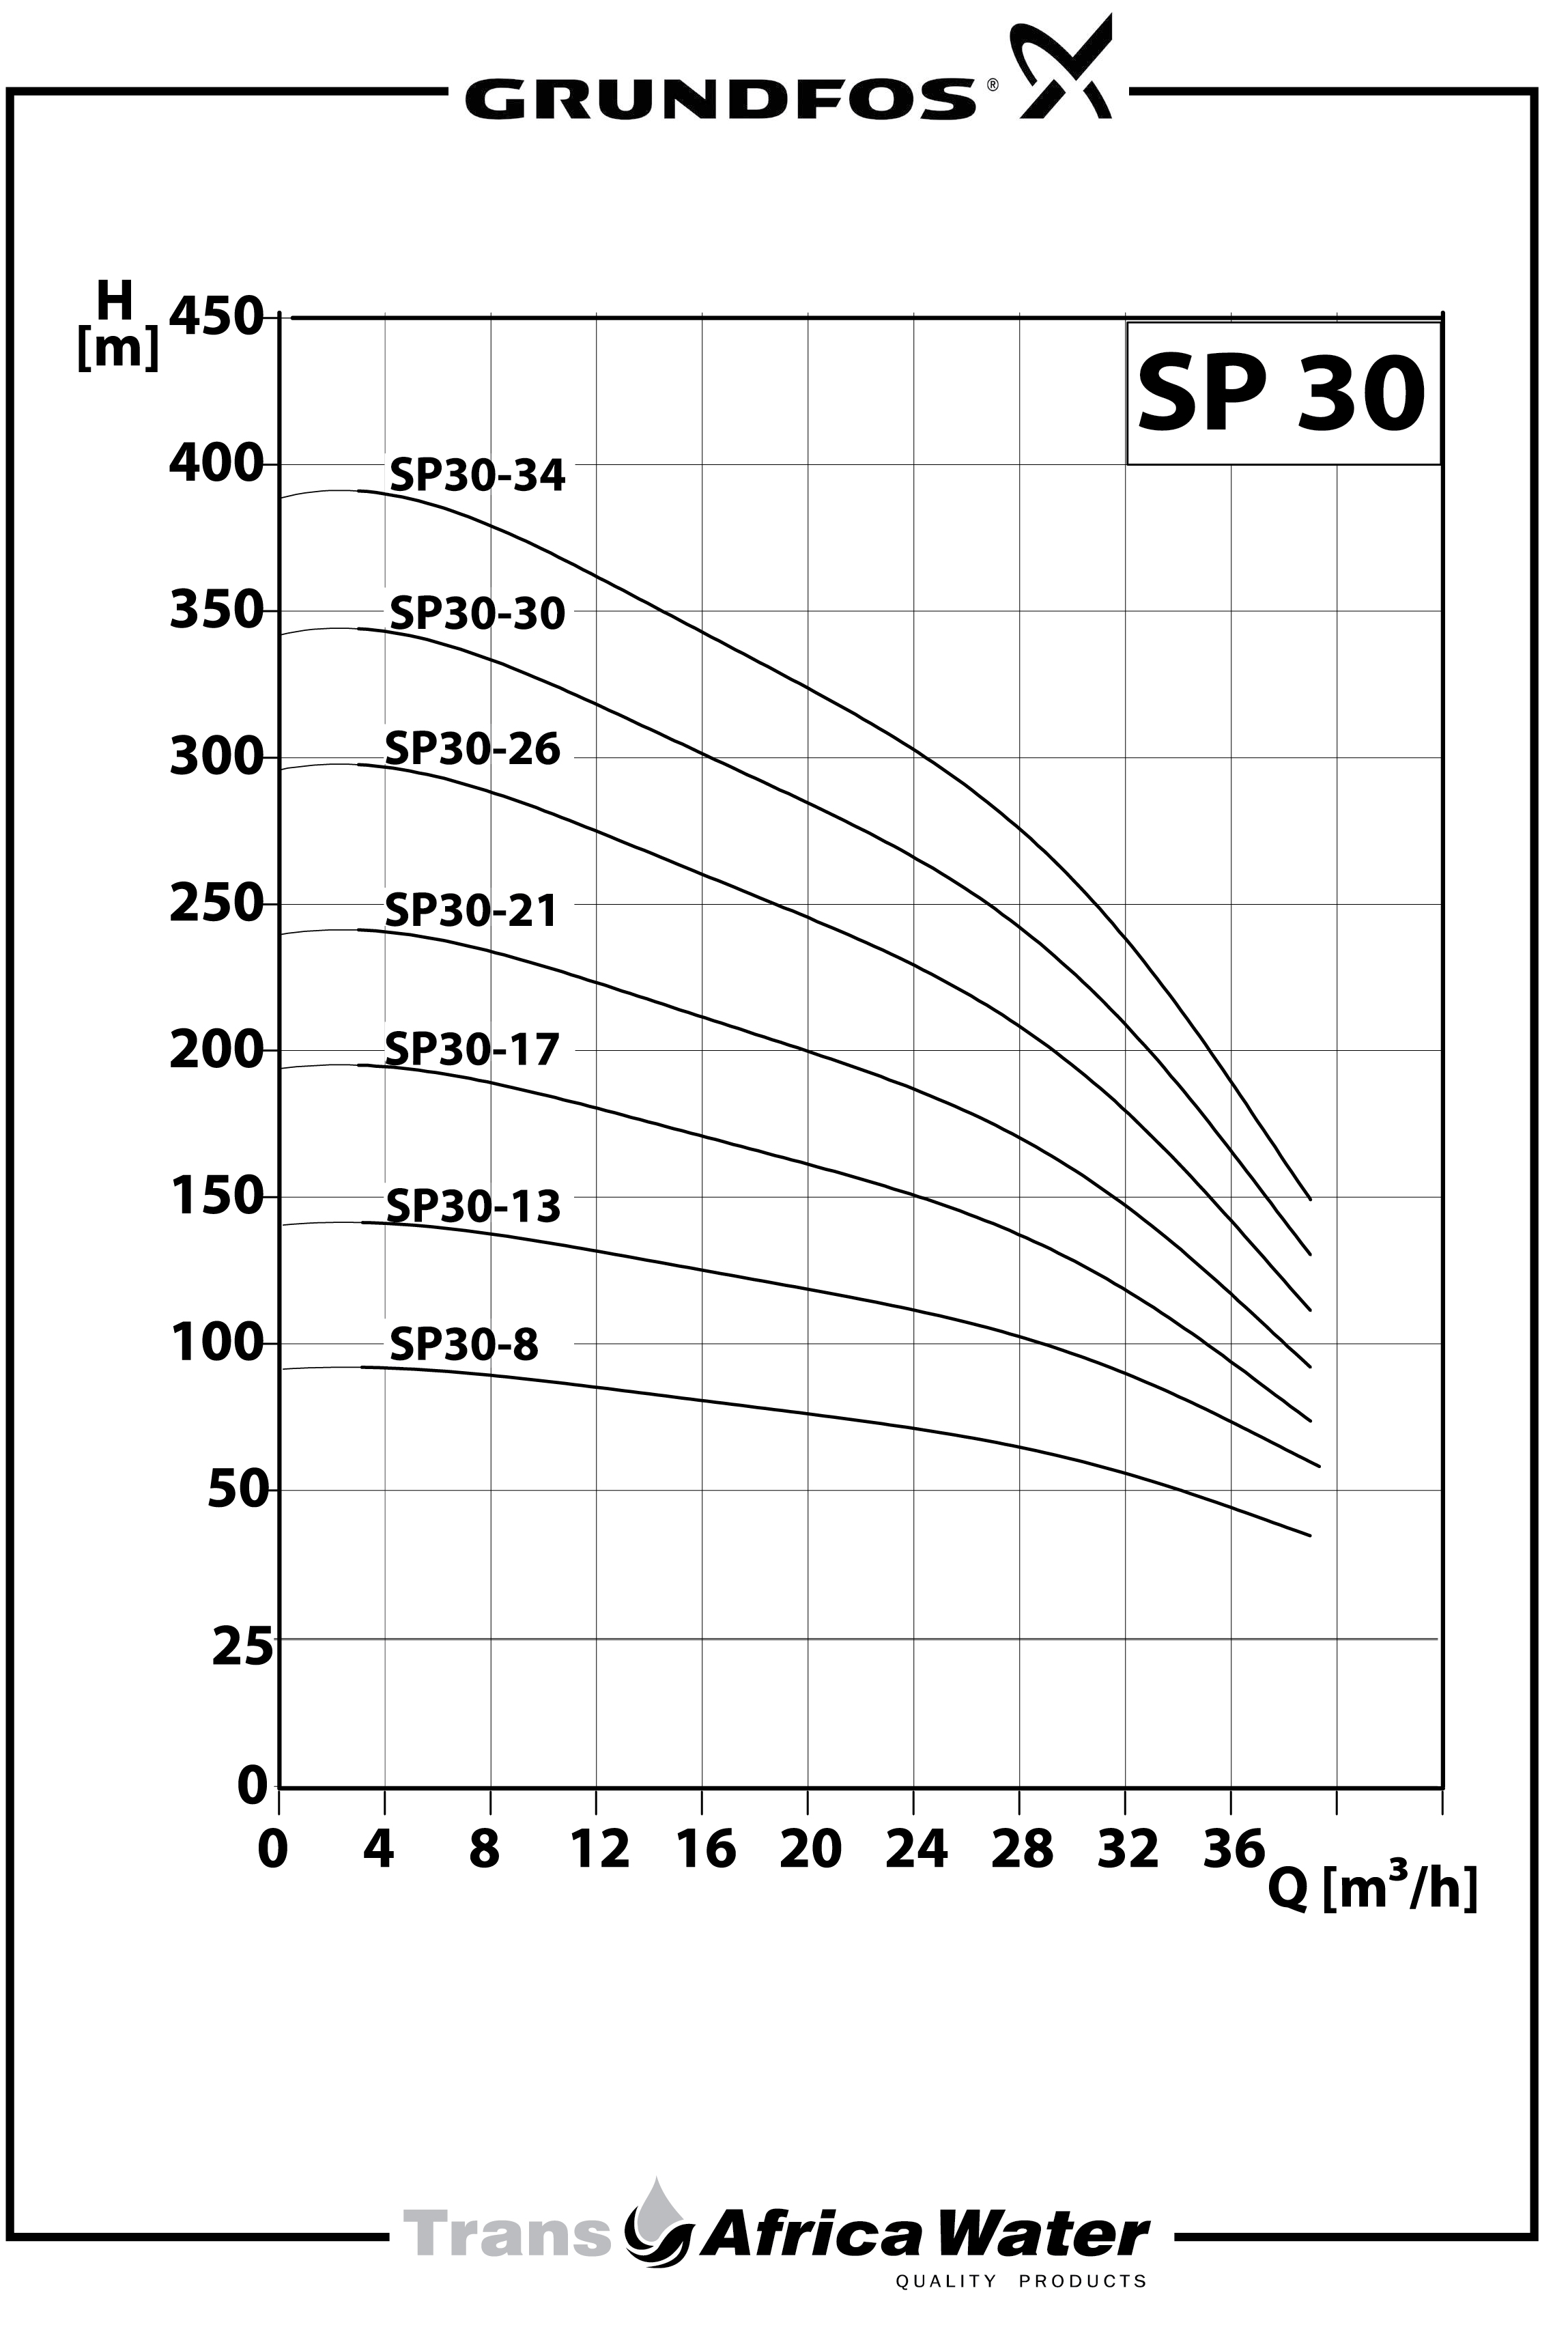 GRUNDFOS®
H
[m]
450
SP 30
400
SP30-34
350
SP30-30
300
SP30-26
250
SP30-21
200
SP30-17
150
SP30-13
100
SP30-8
50
25
0
0 4 8 12 16 20 24 28 32 36
Q [m³/h]
Trans Africa Water
QUALITY PRODUCTS